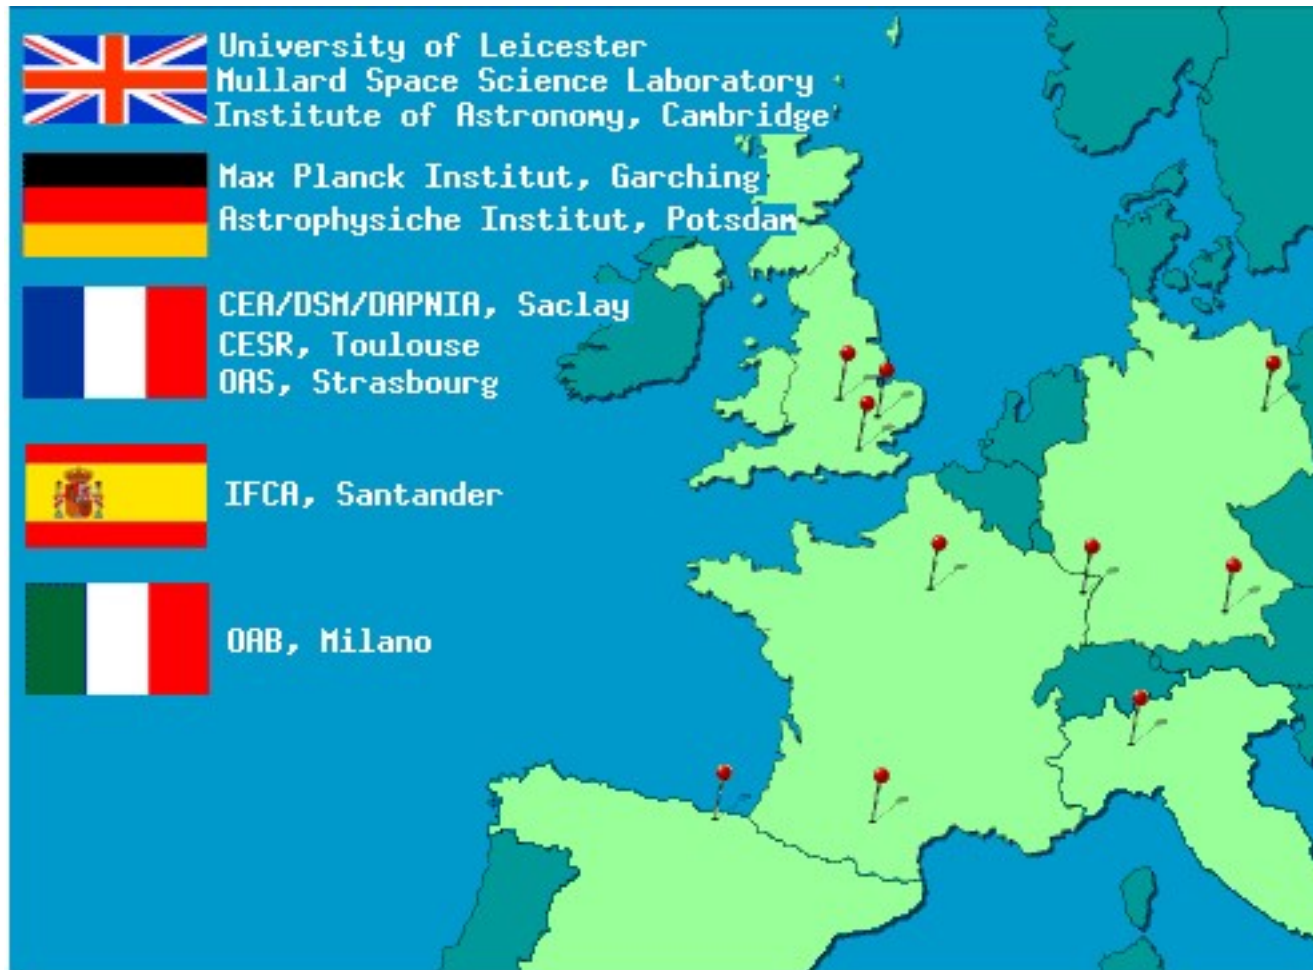 University of Leicester
Mullard Space Science Laboratory
Institute of Astronomy, Cambridge
Max Planck Institut, Garching
Astrophysiche Institut, Potsdam
CEA/DSM/DAPNIA, Saclay
CESR, Toulouse
OAS, Strasbourg
IFCA, Santander
OAB, Milano